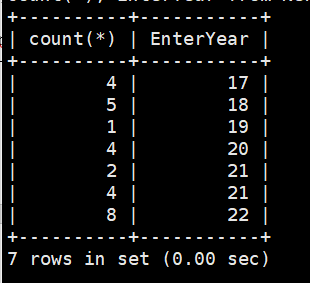 +----------+-----------+
| count(*) | EnterYear |
+----------+-----------+
|        4 |        17 |
|        5 |        18 |
|        1 |        19 |
|        4 |        20 |
|        2 |        21 |
|        4 |        21 |
|        8 |        22 |
+----------+-----------+
7 rows in set (0.00 sec)